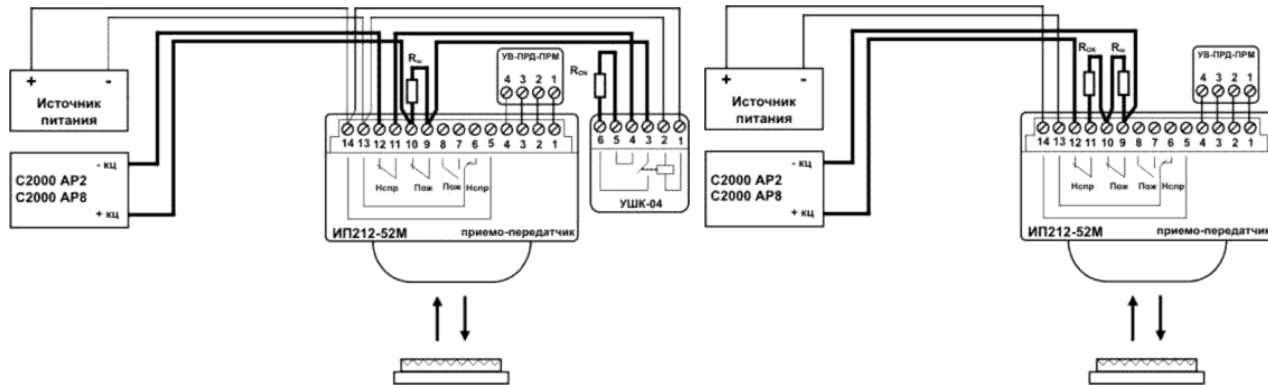 + -
Источник
питания
- кц
С2000 АР2
С2000 АР8
+ кц
Rш
УВ-ПРД-ПРМ
4 3 2 1
Rок
14 13 12 11 10 9 8 7 6 5 4 3 2 1
Нспр Пож Пож Нспр
ИП212-52М приемо-передатчик
6 5 4 3 2 1
УШК-04
+ -
Источник
питания
- кц
С2000 АР2
С2000 АР8
+ кц
Rок Rш
УВ-ПРД-ПРМ
4 3 2 1
14 13 12 11 10 9 8 7 6 5 4 3 2 1
Нспр Пож Пож Нспр
ИП212-52М приемо-передатчик